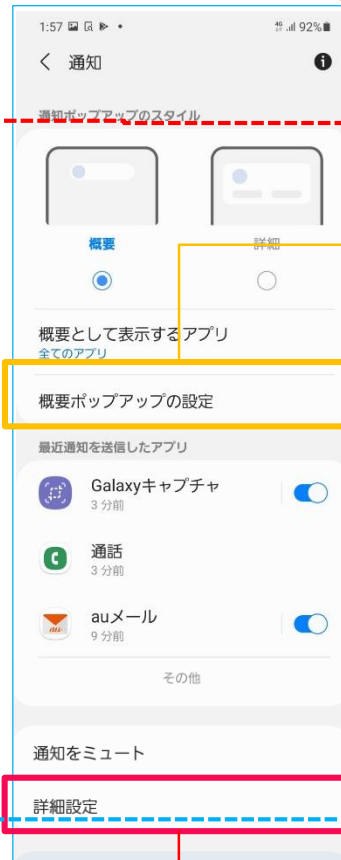 1:57
4G 92%
通知
通知ポップアップのスタイル
概要 詳細
概要として表示するアプリ
全てのアプリ
概要ポップアップの設定
最近通知を送信したアプリ
Galaxyキャプチャ
3 分前
通話
3 分前
auメール
9 分前
その他
通知をミュート
詳細設定